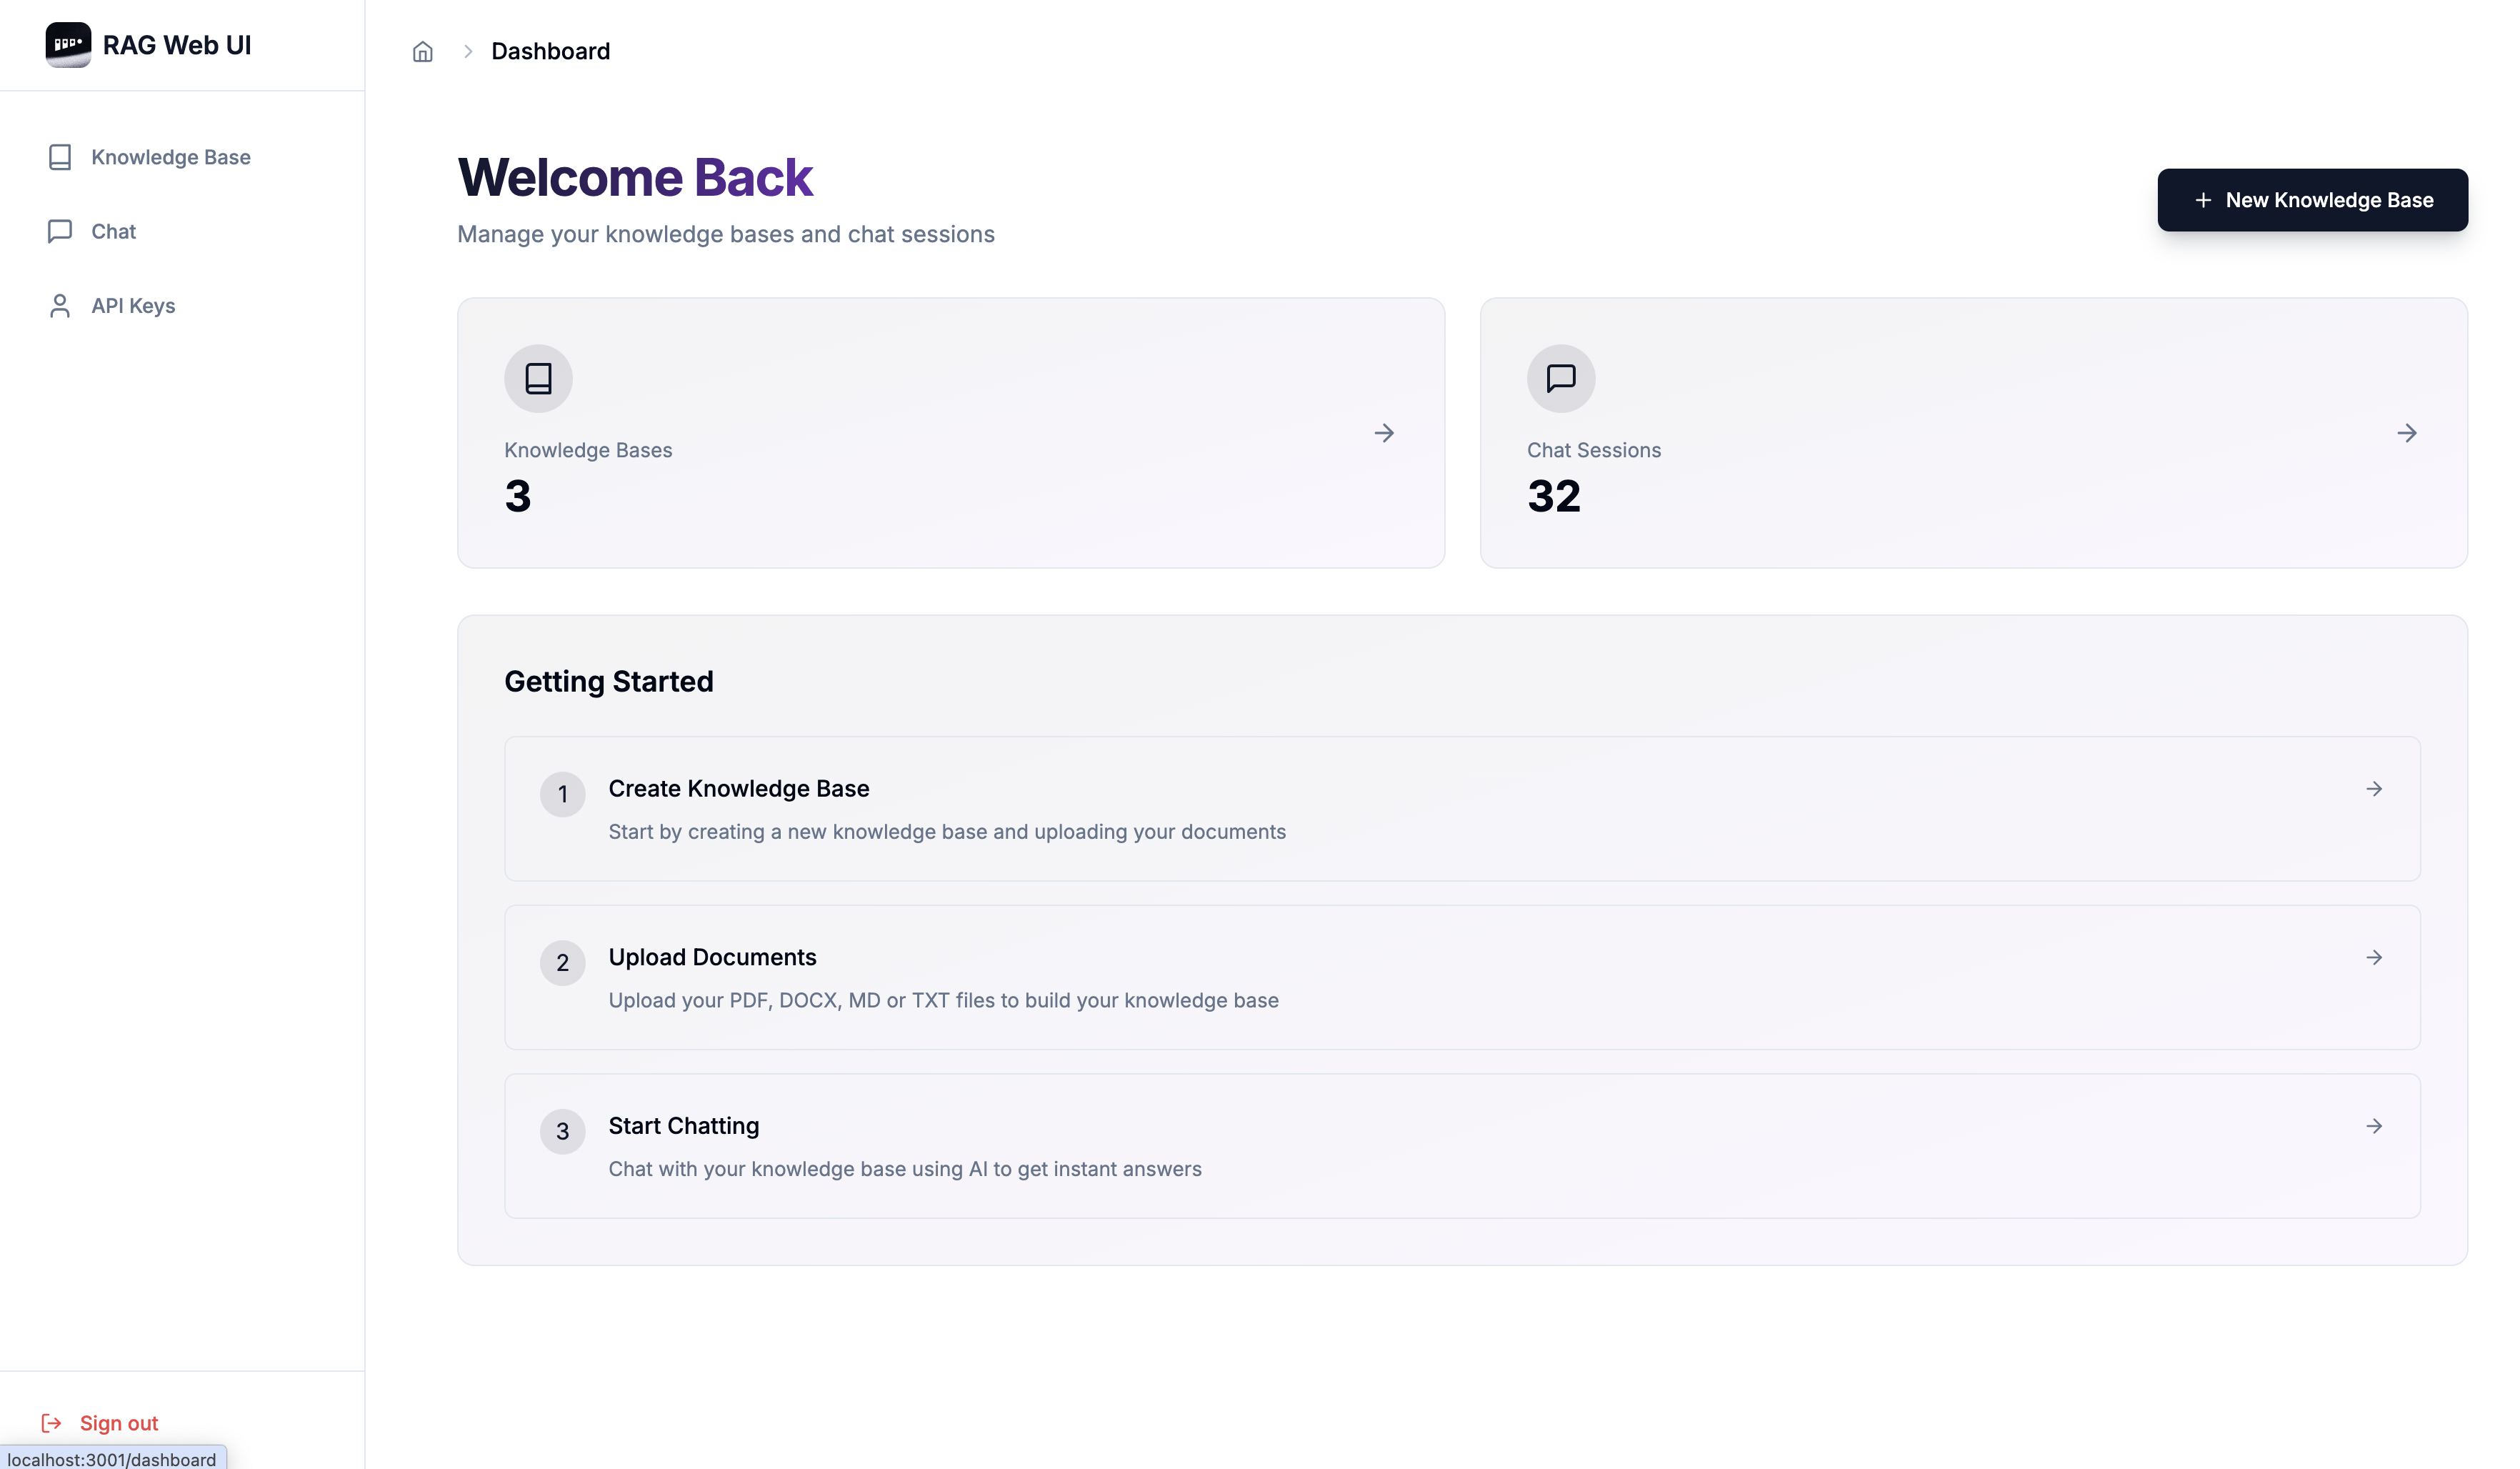 RAG Web UI
Knowledge Base
Chat
API Keys
Sign out
localhost:3001/dashboard
Dashboard
Welcome Back
Manage your knowledge bases and chat sessions
New Knowledge Base
Knowledge Bases
3
Chat Sessions
32
Getting Started
1
Create Knowledge Base
Start by creating a new knowledge base and uploading your documents
2
Upload Documents
Upload your PDF, DOCX, MD or TXT files to build your knowledge base
3
Start Chatting
Chat with your knowledge base using AI to get instant answers